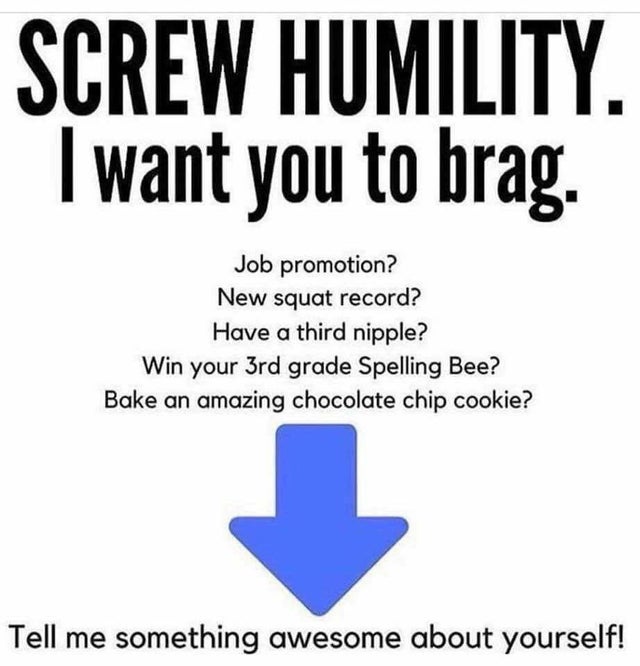 SCREW HUMILITY.
I want you to brag.
Job promotion?
New squat record?
Have a third nipple?
Win your 3rd grade Spelling Bee?
Bake an amazing chocolate chip cookie?
Tell me something awesome about yourself!